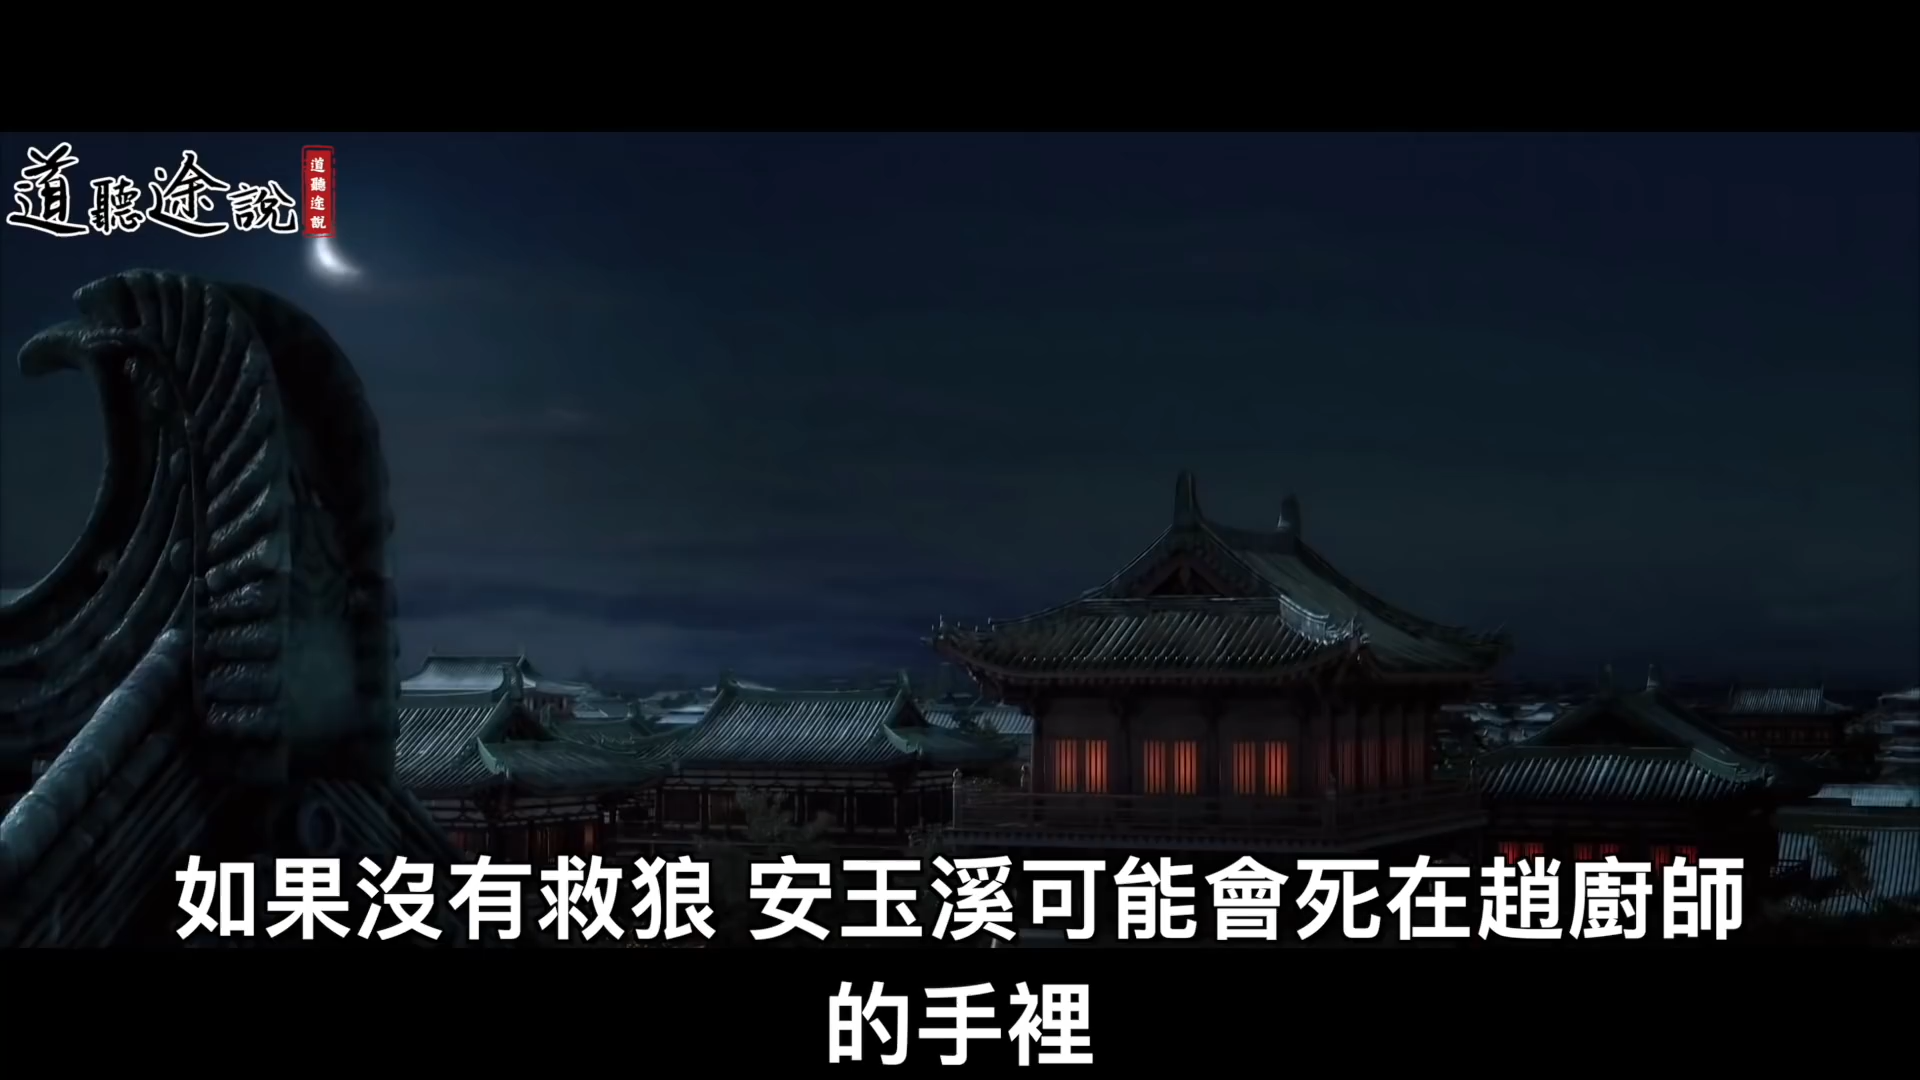 道聽途說
道聽途說
如果沒有救狼 安玉溪可能會死在趙廚師
的手裡